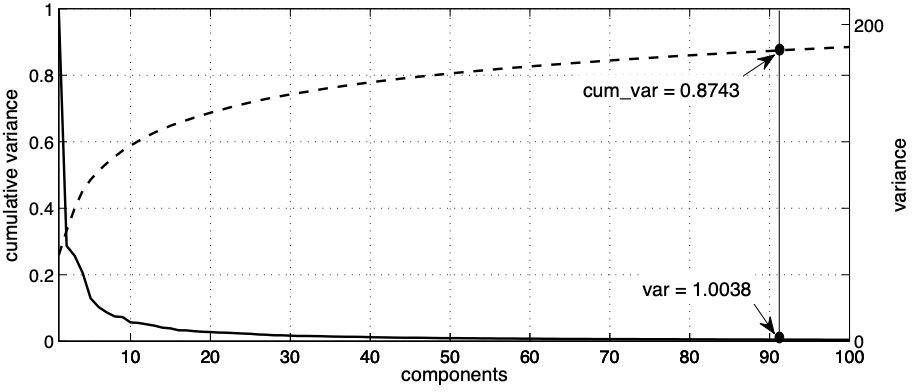 1
0.8
0.6
0.4
0.2
0
cumulative variance
200
0
variance
cum_var = 0.8743
var = 1.0038
10 20 30 40 50 60 70 80 90 100
components